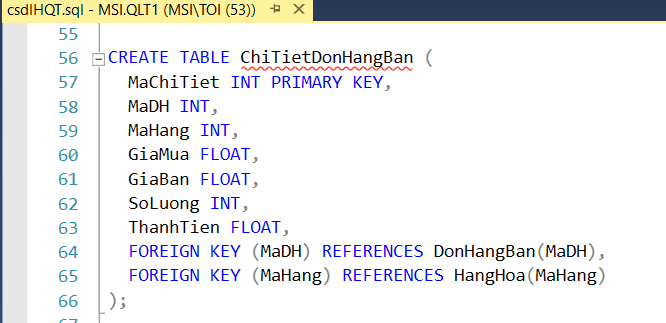 csdlHQT.sql - MSI.QLT1 (MSI\TOI (53))
55
56 CREATE TABLE ChiTietDonHangBan (
57 MaChiTiet INT PRIMARY KEY,
58 MaDH INT,
59 MaHang INT,
60 GiaMua FLOAT,
61 GiaBan FLOAT,
62 SoLuong INT,
63 ThanhTien FLOAT,
64 FOREIGN KEY (MaDH) REFERENCES DonHangBan(MaDH),
65 FOREIGN KEY (MaHang) REFERENCES HangHoa(MaHang)
66 );
67